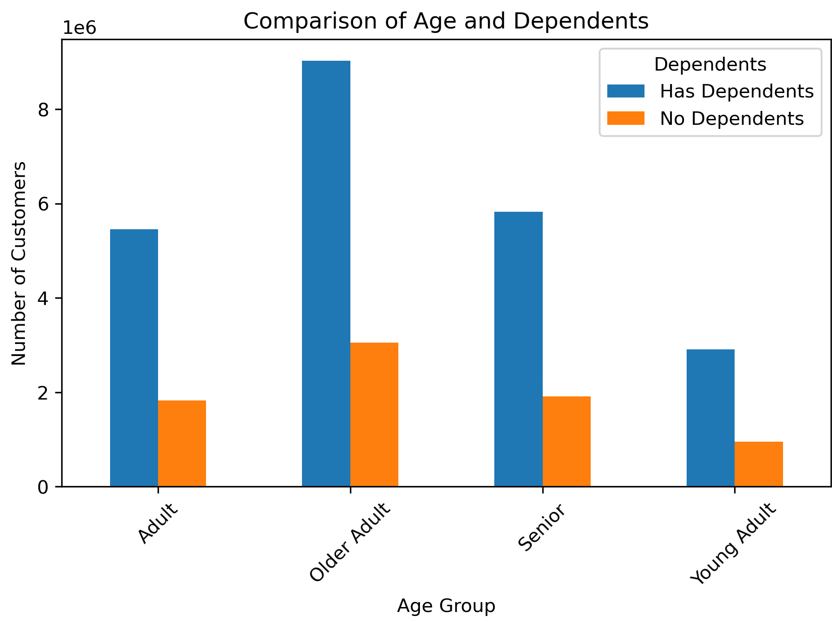 Comparison of Age and Dependents
1e6
Dependents
Has Dependents
No Dependents
Number of Customers
8
6
4
2
0
Adult
Older Adult
Senior
Young Adult
Age Group